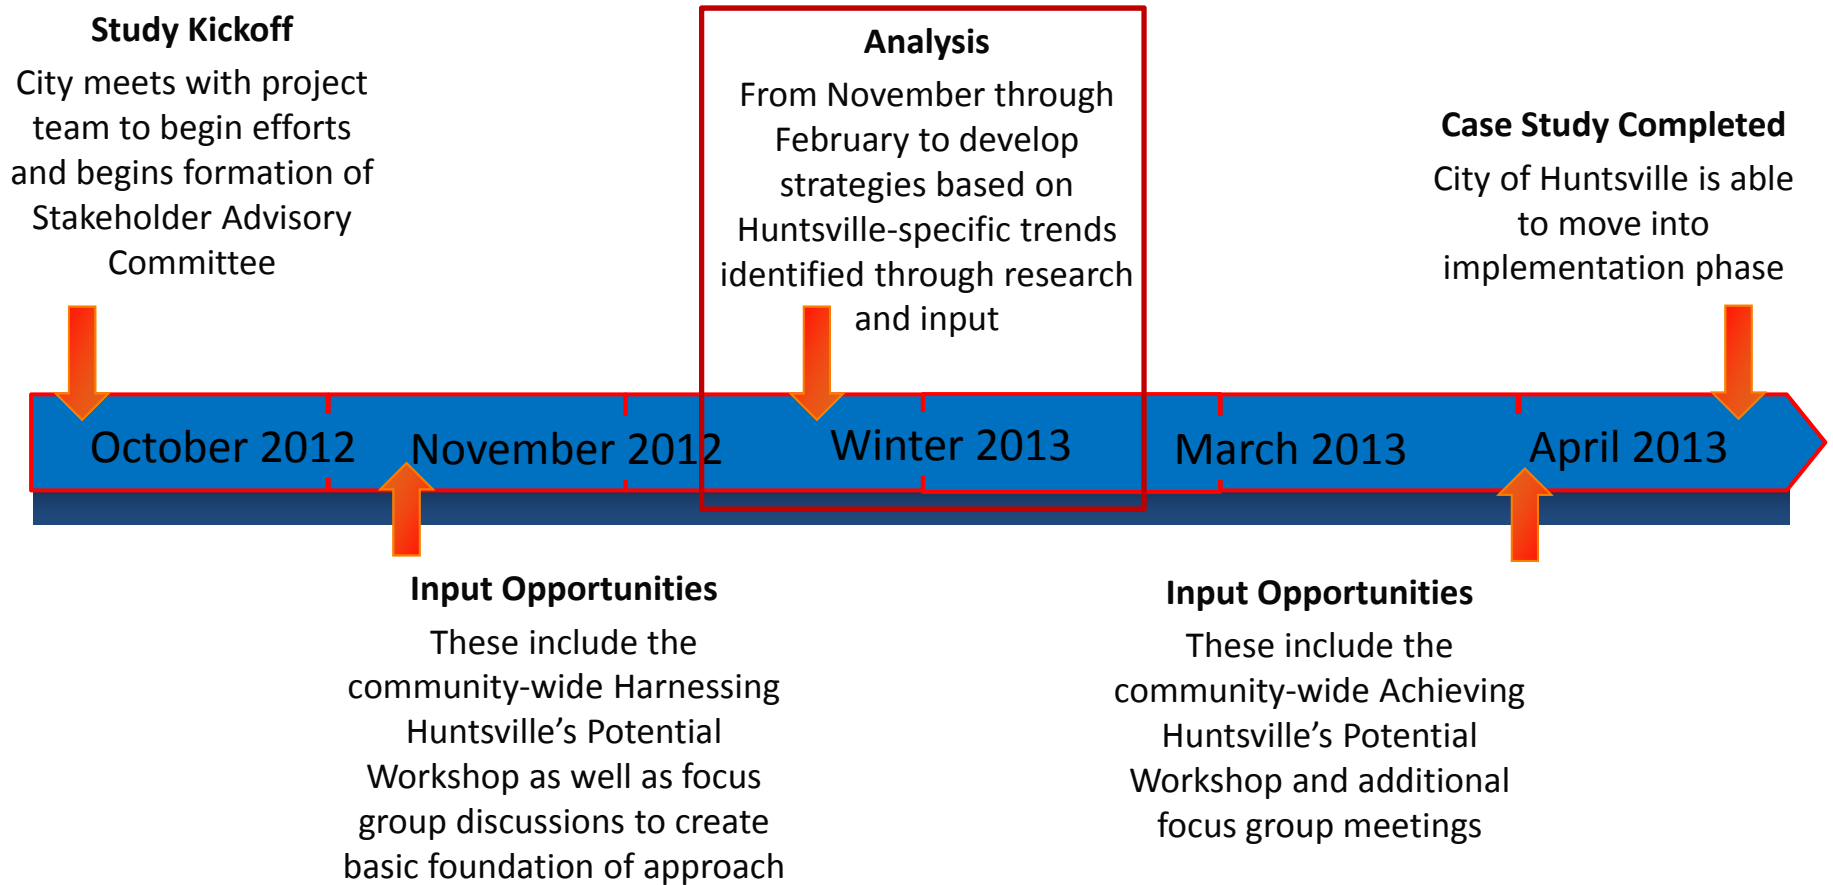 Study Kickoff
City meets with project
team to begin efforts
and begins formation of
Stakeholder Advisory
Committee
Analysis
From November through
February to develop
strategies based on
Huntsville-specific trends
identified through research
and input
Case Study Completed
City of Huntsville is able
to move into
implementation phase
October 2012
November 2012
Winter 2013
March 2013
April 2013
Input Opportunities
These include the
community-wide Harnessing
Huntsville’s Potential
Workshop as well as focus
group discussions to create
basic foundation of approach
Input Opportunities
These include the
community-wide Achieving
Huntsville’s Potential
Workshop and additional
focus group meetings